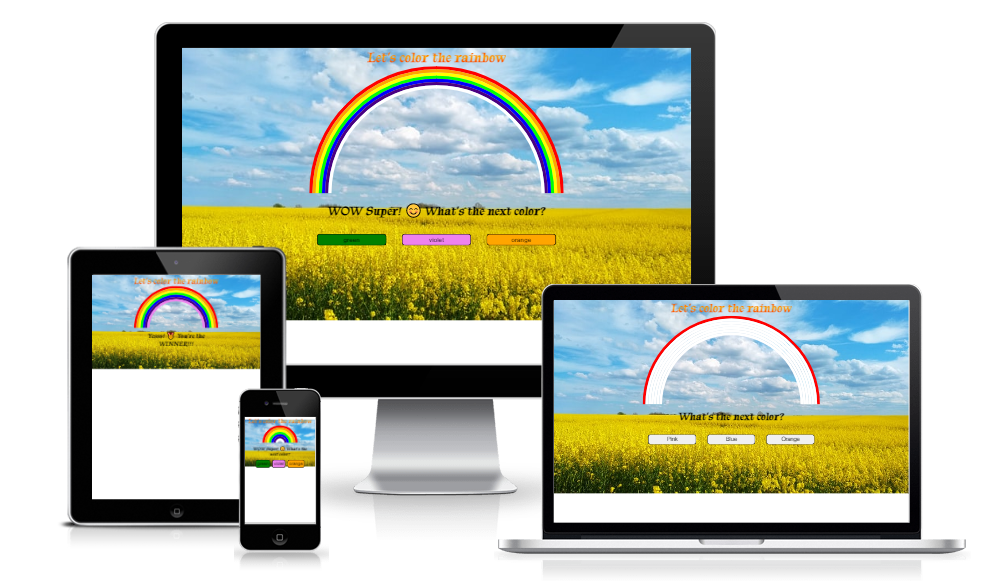 Let's color the rainbow
WOW Super! 😊 What's the next color?
green violet orange
Let's color the rainbow
Yesss! You're the
WINNER!!!
Let's color the rainbow
What's the next color?
Pink Blue Orange
WOW Super! What's the
next color?
green violet orange